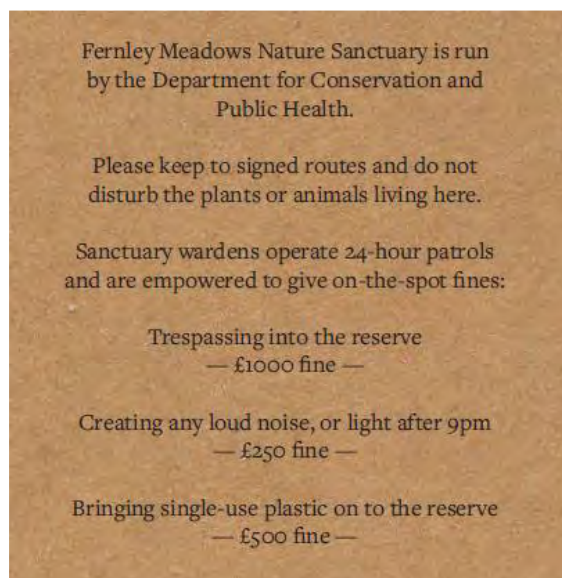 Fernley Meadows Nature Sanctuary is run
by the Department for Conservation and
Public Health.
Please keep to signed routes and do not
disturb the plants or animals living here.
Sanctuary wardens operate 24-hour patrols
and are empowered to give on-the-spot fines:
Trespassing into the reserve
— £1000 fine —
Creating any loud noise, or light after 9pm
— £250 fine —
Bringing single-use plastic on to the reserve
— £500 fine —